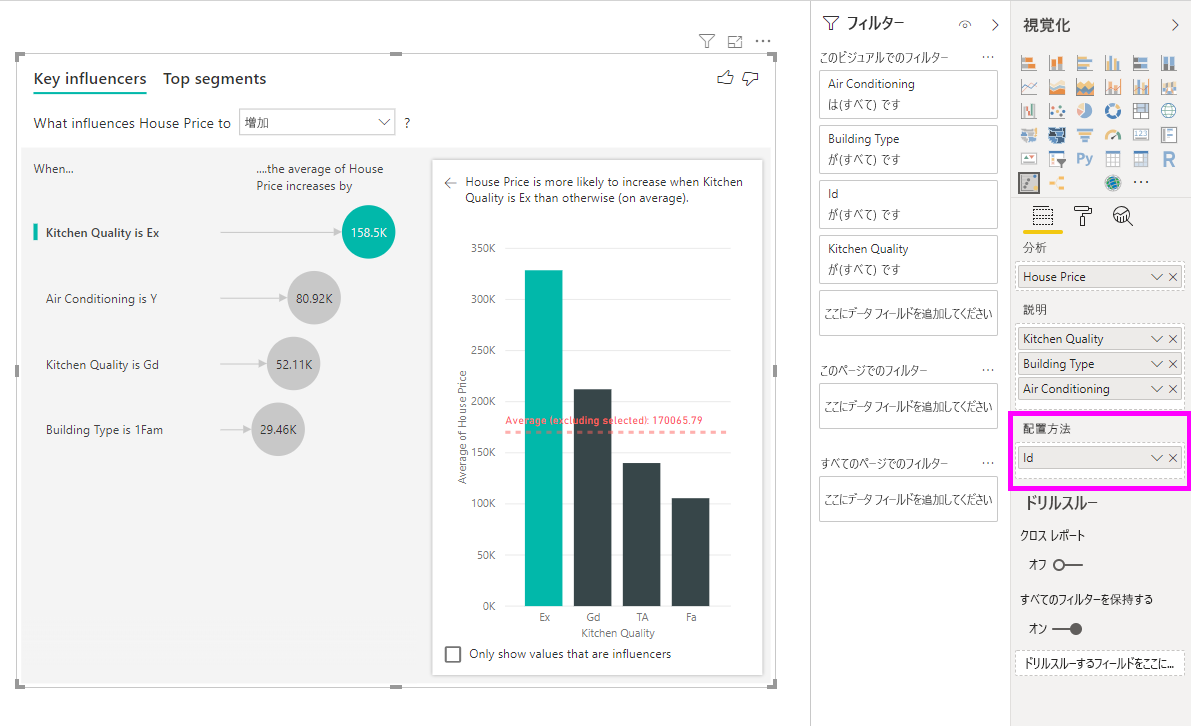 Key influencers
Top segments
What influences House Price to
増加
?
When...
....the average of House
Price increases by
Kitchen Quality is Ex
158.5K
Air Conditioning is Y
80.92K
Kitchen Quality is Gd
52.11K
Building Type is 1Fam
29.46K
House Price is more likely to increase when Kitchen
Quality is Ex than otherwise (on average).
350K
300K
250K
200K
150K
100K
50K
0K
Average of House Price
Average (excluding selected): 170065.79
Ex
Gd
TA
Fa
Kitchen Quality
Only show values that are influencers
フィルター
このビジュアルでのフィルター
Air Conditioning
は(すべて) です
Building Type
が(すべて) です
Id
が(すべて) です
Kitchen Quality
が(すべて) です
ここにデータ フィールドを追加してください
このページでのフィルター
ここにデータ フィールドを追加してください
すべてのページでのフィルター
ここにデータ フィールドを追加してください
視覚化
123
Py
R
分析
House Price
説明
Kitchen Quality
Building Type
Air Conditioning
配置方法
Id
ドリルスルー
クロス レポート
オフ
すべてのフィルターを保持する
オン
ドリルスルーするフィールドをここに...